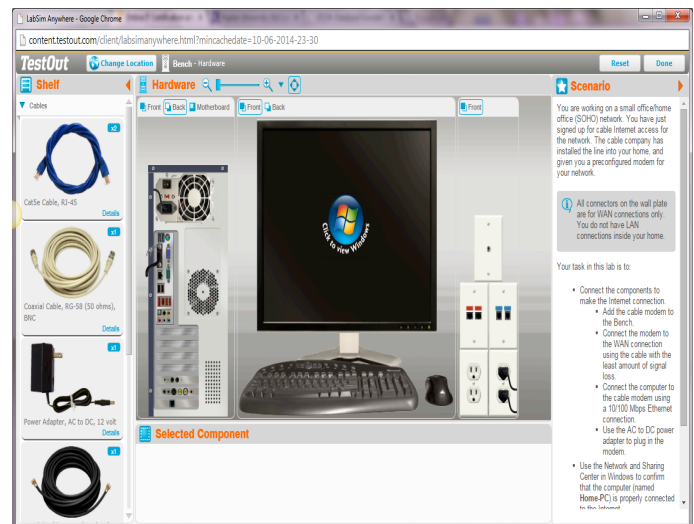 LabSim Anywhere - Google Chrome
content.testout.com/client/labsimanywhere.html?mincachedate=10-06-2014-23-30
TestOut Change Location Bench - Hardware Reset Done
Shelf
Cables
x2
Cat5e Cable, RJ-45
Details
x1
Coaxial Cable, RG-58 (50 ohms),
BNC
Details
x1
Power Adapter, AC to DC, 12 volt
Details
x1
Hardware
Front Back Motherboard
Front Back
Front
Click to view Windows
Selected Component
Scenario
You are working on a small office/home
office (SOHO) network. You have just
signed up for cable Internet access for
the network. The cable company has
installed the line into your home, and
given you a preconfigured modem for
your network.
All connectors on the wall plate
are for WAN connections only.
You do not have LAN
connections inside your home.
Your task in this lab is to:
Connect the components to
make the Internet connection.
Add the cable modem to
the Bench.
Connect the modem to
the WAN connection
using the cable with the
least amount of signal
loss.
Connect the computer to
the cable modem using
a 10/100 Mbps Ethernet
connection.
Use the AC to DC power
adapter to plug in the
modem.
Use the Network and Sharing
Center in Windows to confirm
that the computer (named
Home-PC) is properly connected
to the Internet